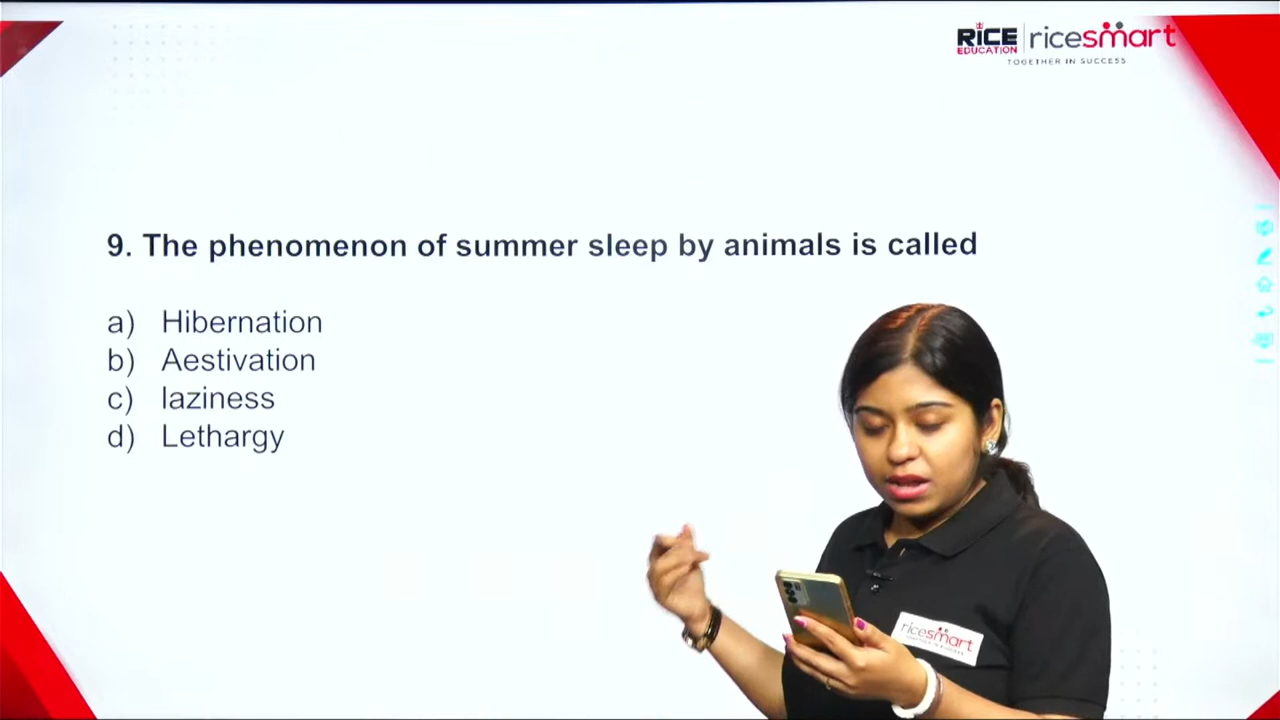 RICE ricesmart
EDUCATION
TOGETHER IN SUCCESS
9. The phenomenon of summer sleep by animals is called
a) Hibernation
b) Aestivation
c) laziness
d) Lethargy
ricesmart